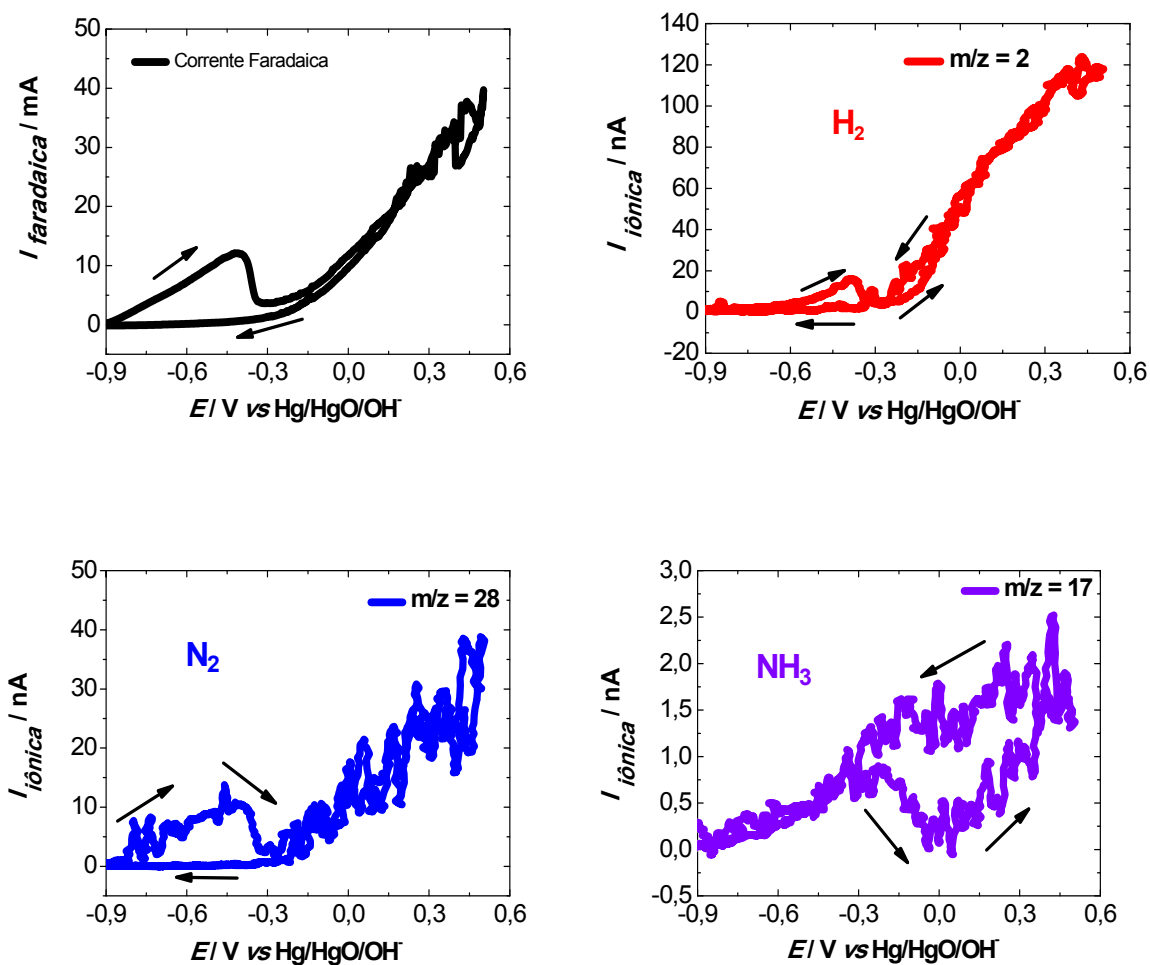 50
40
30
20
10
0
I faradaica / mA
Corrente Faradaica
-0,9 -0,6 -0,3 0,0 0,3 0,6
E / V vs Hg/HgO/OH-
140
120
100
80
60
40
20
0
-20
I iônica / nA
m/z = 2
H2
-0,9 -0,6 -0,3 0,0 0,3 0,6
E / V vs Hg/HgO/OH-
50
40
30
20
10
0
I iônica / nA
m/z = 28
N2
-0,9 -0,6 -0,3 0,0 0,3 0,6
E / V vs Hg/HgO/OH-
3,0
2,5
2,0
1,5
1,0
0,5
0,0
-0,5
I iônica / nA
m/z = 17
NH3
-0,9 -0,6 -0,3 0,0 0,3 0,6
E / V vs Hg/HgO/OH-